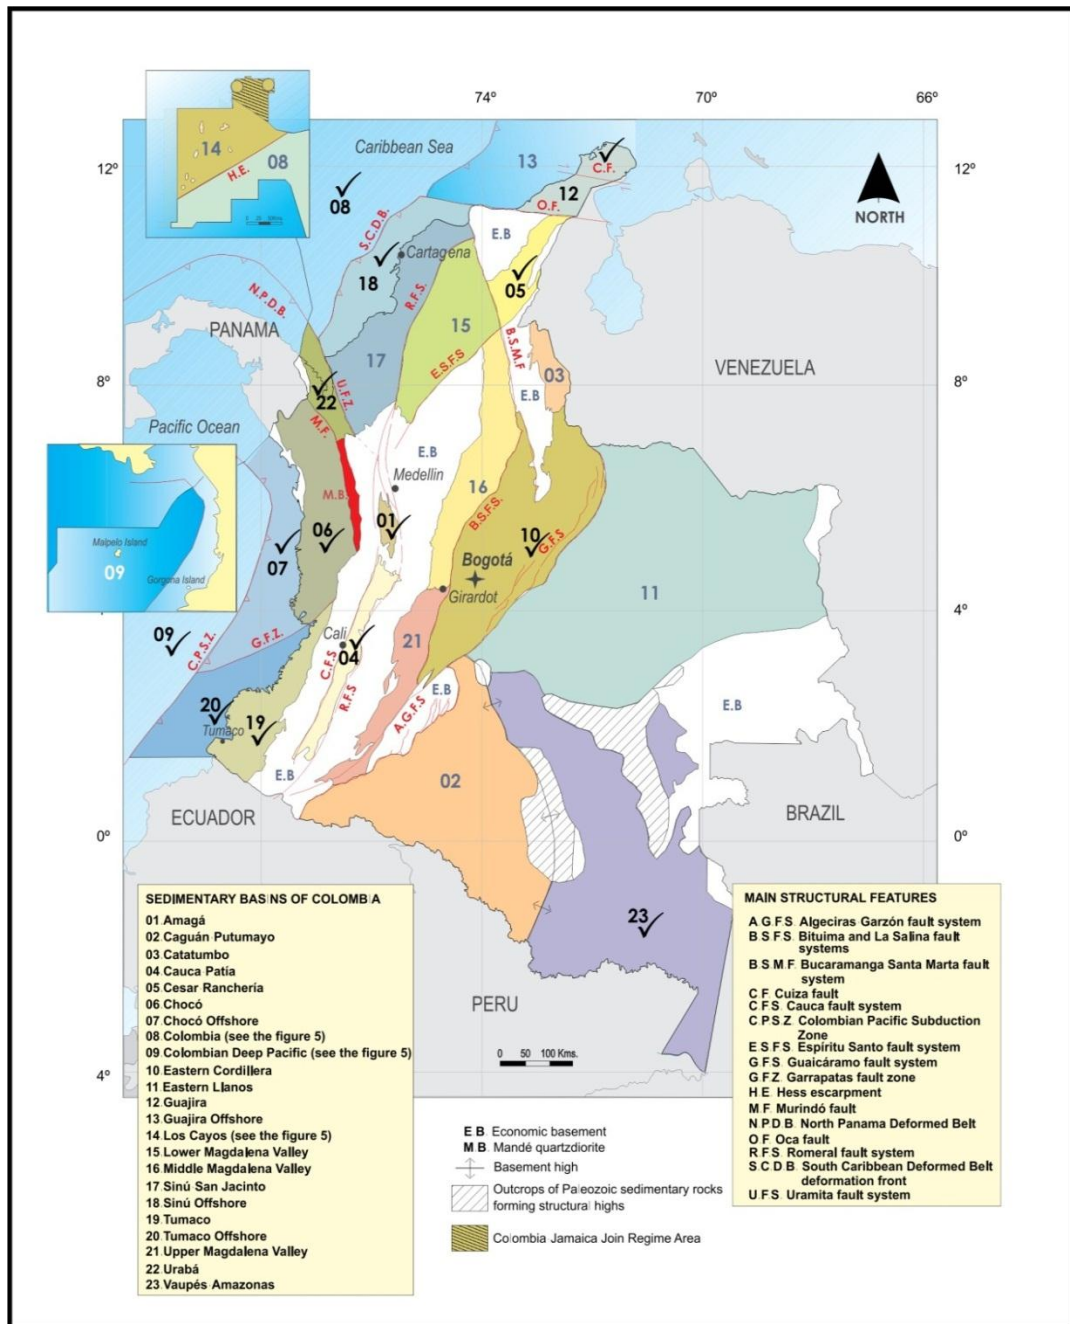 74º 70º 66º
12º
12º
8º
8º
4º
4º
0º
0º
4º
14
08
H.E.
Caribbean Sea
13
C.F.
12
O.F.
08
S.C.D.B.
NORTH
E.B
Cartagena
18
05
N.P.D.B.
R.F.S.
PANAMA
15
17
B.S.M.F
VENEZUELA
E.S.F.S
03
22
U.F.Z.
E.B
M.F.
Pacific Ocean
E.B
Medellin
16
M.B.
01
B.S.F.S.
06
10
G.F.S
07
Malpelo Island
09
Gorgona Island
Bogotá
Girardot
11
09
C.P.S.Z.
G.F.Z.
Cali
04
C.F.S
21
R.F.S
E.B
A.G.F.S
E.B
20
Tumaco
19
E.B
02
ECUADOR
BRAZIL
23
PERU
0 50 100 Kms.
SEDIMENTARY BASINS OF COLOMBIA
01 Amagá
02 Caguán Putumayo
03 Catatumbo
04 Cauca Patía
05 Cesar Ranchería
06 Chocó
07 Chocó Offshore
08 Colombia (see the figure 5)
09 Colombian Deep Pacific (see the figure 5)
10 Eastern Cordillera
11 Eastern Llanos
12 Guajira
13 Guajira Offshore
14 Los Cayos (see the figure 5)
15 Lower Magdalena Valley
16 Middle Magdalena Valley
17 Sinú San Jacinto
18 Sinú Offshore
19 Tumaco
20 Tumaco Offshore
21 Upper Magdalena Valley
22 Urabá
23 Vaupés Amazonas
E.B. Economic basement
M.B. Mandé quartzdiorite
Basement high
Outcrops of Paleozoic sedimentary rocks
forming structural highs
Colombia Jamaica Join Regime Area
MAIN STRUCTURAL FEATURES
A.G.F.S. Algeciras Garzón fault system
B.S.F.S. Bituima and La Salina fault
systems
B.S.M.F. Bucaramanga Santa Marta fault
system
C.F. Cuiza fault
C.F.S. Cauca fault system
C.P.S.Z. Colombian Pacific Subduction
Zone
E.S.F.S. Espíritu Santo fault system
G.F.S. Guaicáramo fault system
G.F.Z. Garrapatas fault zone
H.E. Hess escarpment
M.F. Murindó fault
N.P.D.B. North Panama Deformed Belt
O.F. Oca fault
R.F.S. Romeral fault system
S.C.D.B. South Caribbean Deformed Belt
deformation front
U.F.S. Uramita fault system